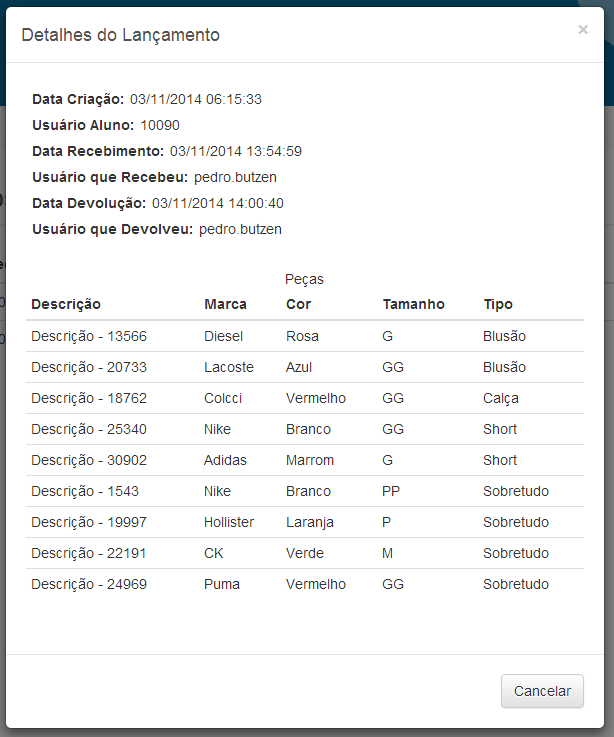 Detalhes do Lançamento ×
Data Criação: 03/11/2014 06:15:33
Usuário Aluno: 10090
Data Recebimento: 03/11/2014 13:54:59
Usuário que Recebeu: pedro.butzen
Data Devolução: 03/11/2014 14:00:40
Usuário que Devolveu: pedro.butzen
Peças
Descrição Marca Cor Tamanho Tipo
Descrição - 13566 Diesel Rosa G Blusão
Descrição - 20733 Lacoste Azul GG Blusão
Descrição - 18762 Colcci Vermelho GG Calça
Descrição - 25340 Nike Branco GG Short
Descrição - 30902 Adidas Marrom G Short
Descrição - 1543 Nike Branco PP Sobretudo
Descrição - 19997 Hollister Laranja P Sobretudo
Descrição - 22191 CK Verde M Sobretudo
Descrição - 24969 Puma Vermelho GG Sobretudo
Cancelar